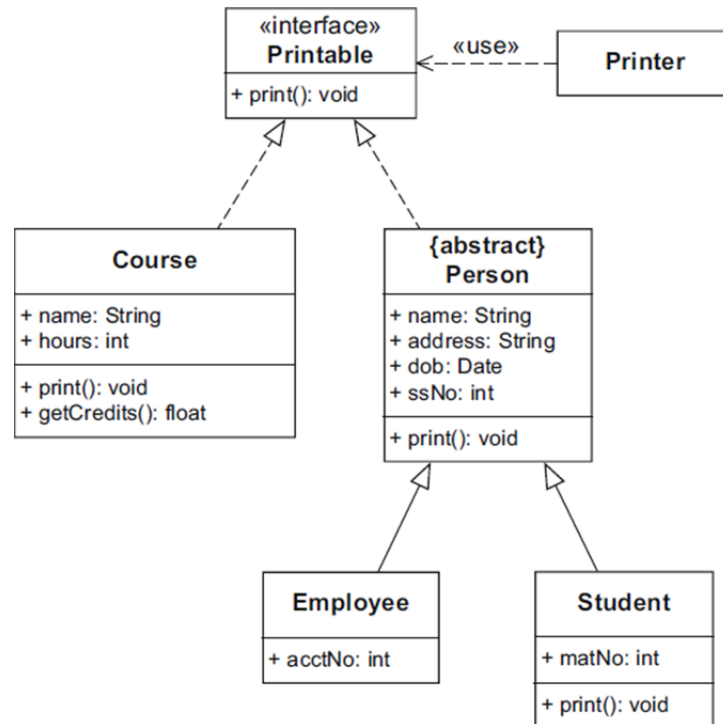 «interface»
Printable
+ print(): void
«use»
Printer
Course
+ name: String
+ hours: int
+ print(): void
+ getCredits(): float
{abstract}
Person
+ name: String
+ address: String
+ dob: Date
+ ssNo: int
+ print(): void
Employee
+ acctNo: int
Student
+ matNo: int
+ print(): void